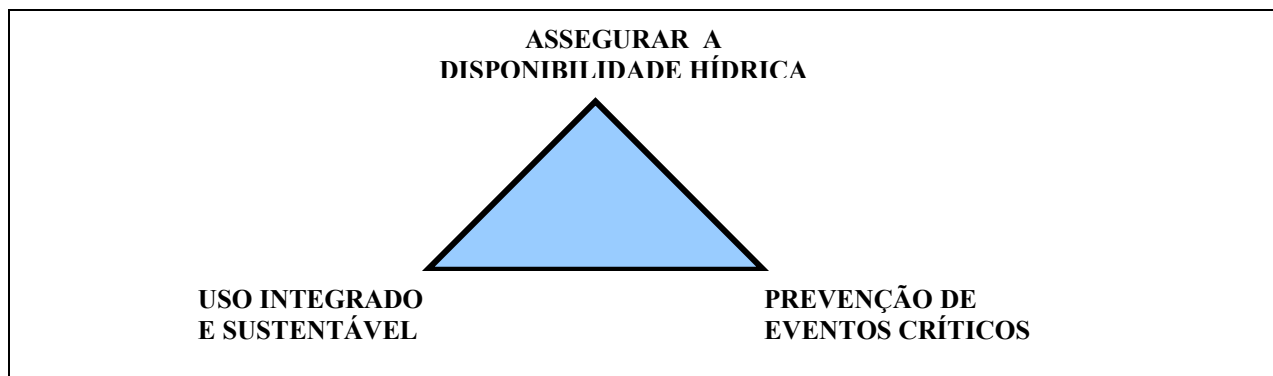 ASSEGURAR A
DISPONIBILIDADE HÍDRICA
USO INTEGRADO
E SUSTENTÁVEL
PREVENÇÃO DE
EVENTOS CRÍTICOS